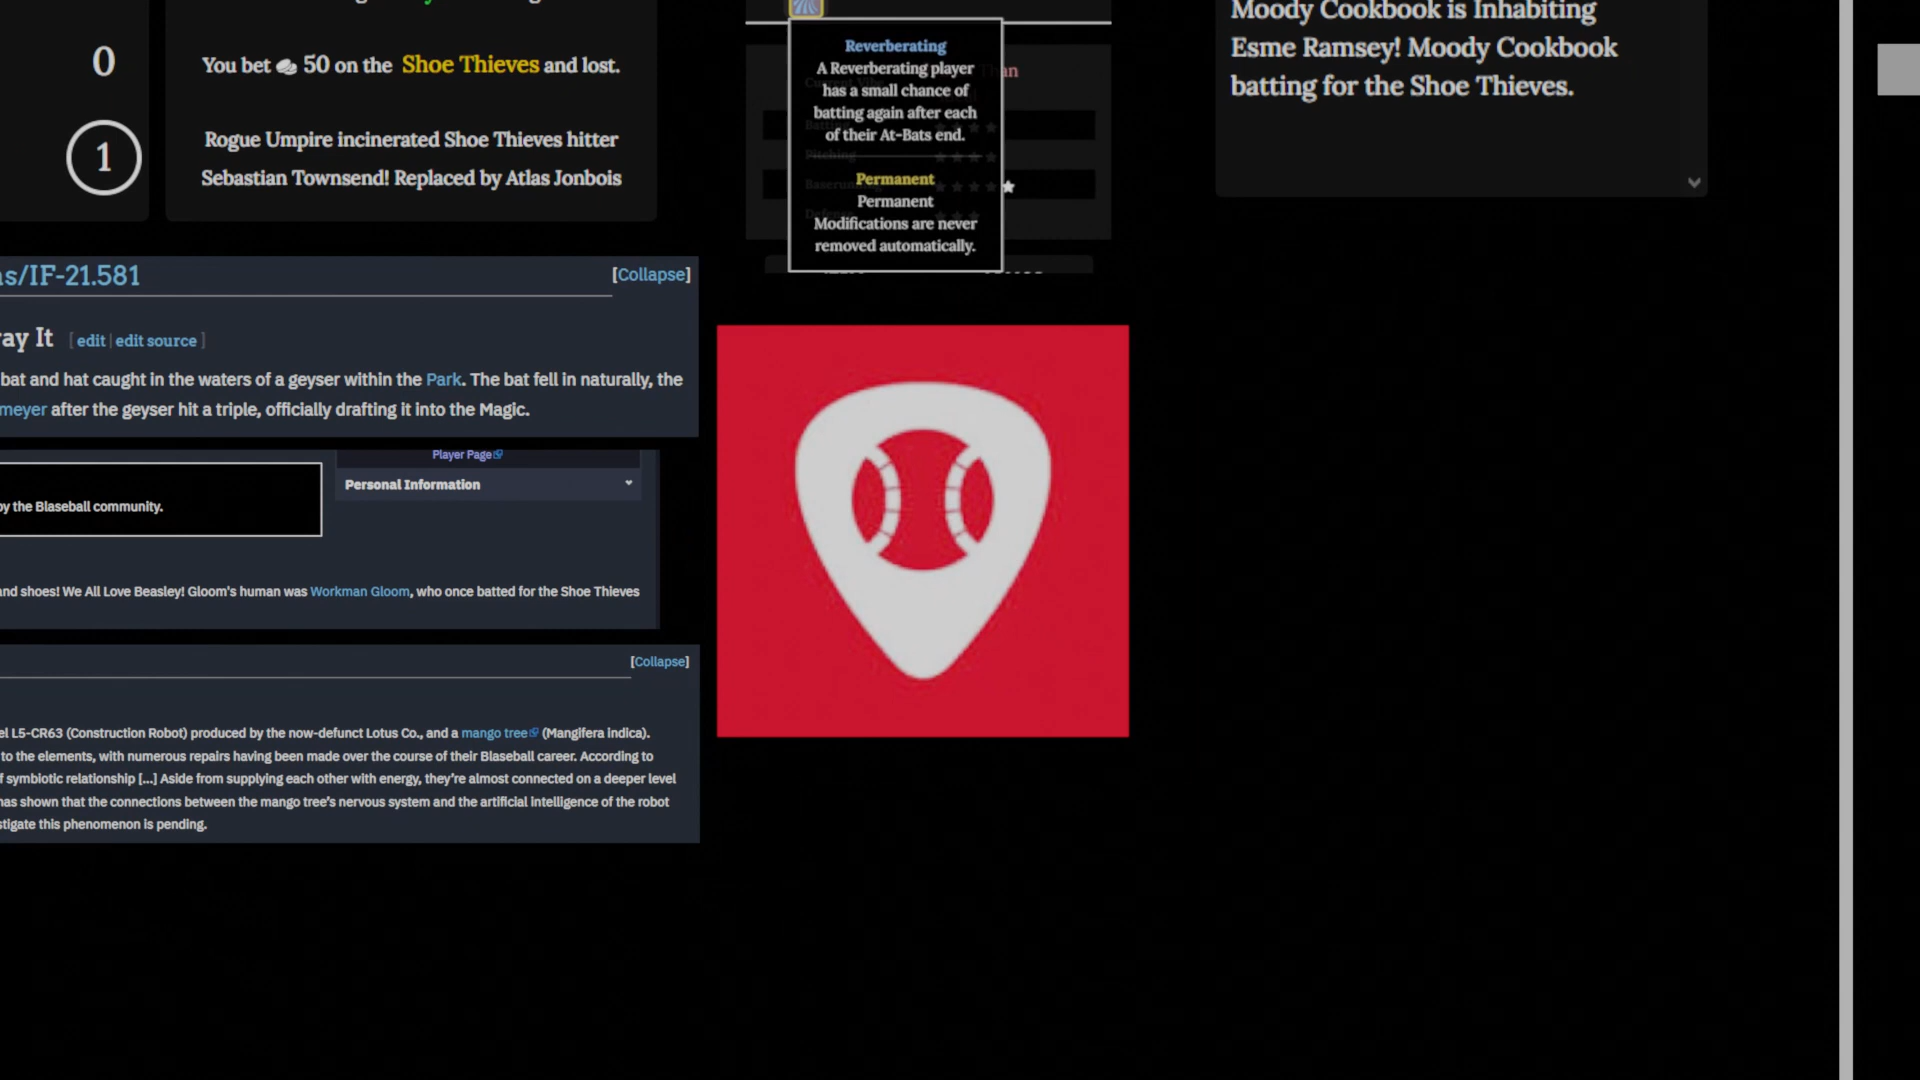 0
1
You bet 50 on the Shoe Thieves and lost.
Rogue Umpire incinerated Shoe Thieves hitter
Sebastian Townsend! Replaced by Atlas Jonbois
Reverberating
A Reverberating player
has a small chance of
batting again after each
of their At-Bats end.
Permanent
Permanent
Modifications are never
removed automatically.
Moody Cookbook is Inhabiting
Esme Ramsey! Moody Cookbook
batting for the Shoe Thieves.
s/IF-21.581
[Collapse]
ay It [ edit | edit source ]
bat and hat caught in the waters of a geyser within the Park. The bat fell in naturally, the
meyer after the geyser hit a triple, officially drafting it into the Magic.
Player Page
Personal Information
by the Blaseball community.
and shoes! We All Love Beasley! Gloom's human was Workman Gloom, who once batted for the Shoe Thieves
[Collapse]
el L5-CR63 (Construction Robot) produced by the now-defunct Lotus Co., and a mango tree (Mangifera indica).
to the elements, with numerous repairs having been made over the course of their Blaseball career. According to
f symbiotic relationship [...] Aside from supplying each other with energy, they're almost connected on a deeper level
has shown that the connections between the mango tree's nervous system and the artificial intelligence of the robot
stigate this phenomenon is pending.